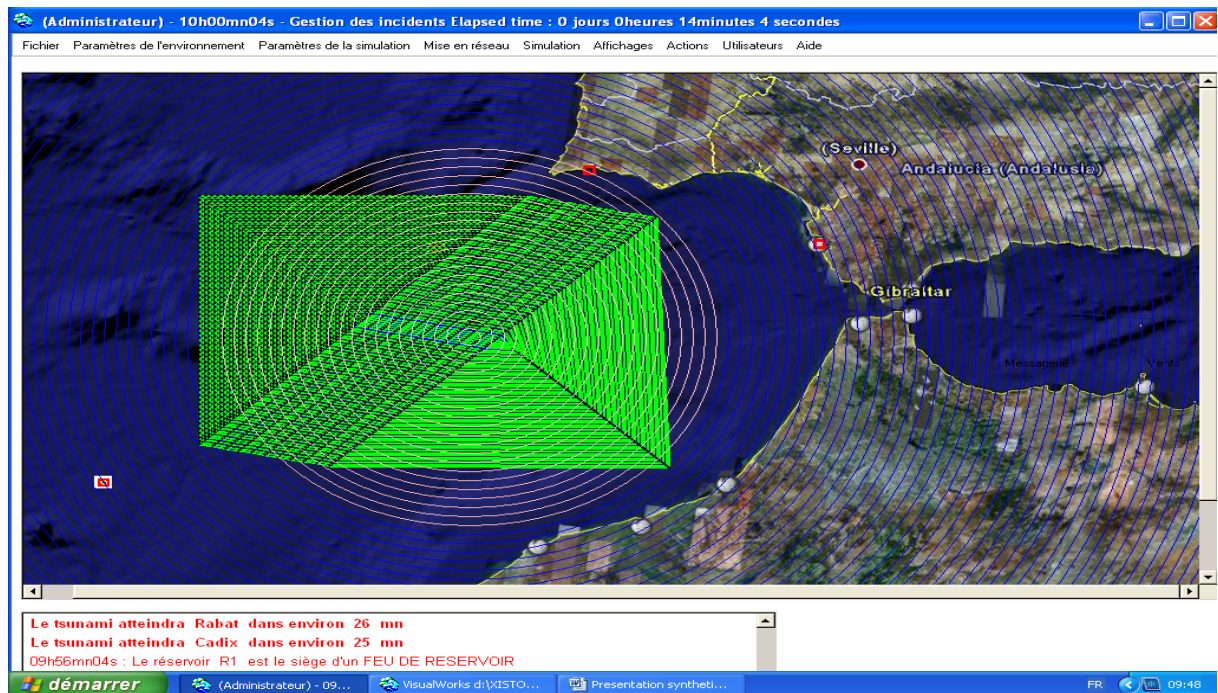 (Administrateur) - 10h00mn04s - Gestion des incidents Elapsed time : 0 jours 0heures 14minutes 4 secondes
Fichier Paramètres de l'environnement Paramètres de la simulation Mise en réseau Simulation Affichages Actions Utilisateurs Aide
(Seville)
Andalucia (Andalusia)
Gibraltar
Messagerie Vent
Le tsunami atteindra Rabat dans environ 26 mn
Le tsunami atteindra Cadix dans environ 25 mn
09h56mn04s : Le réservoir R1 est le siège d'un FEU DE RESERVOIR
démarrer (Administrateur) - 09... VisualWorks d:\XISTO... Presentation syntheti... FR 09:48